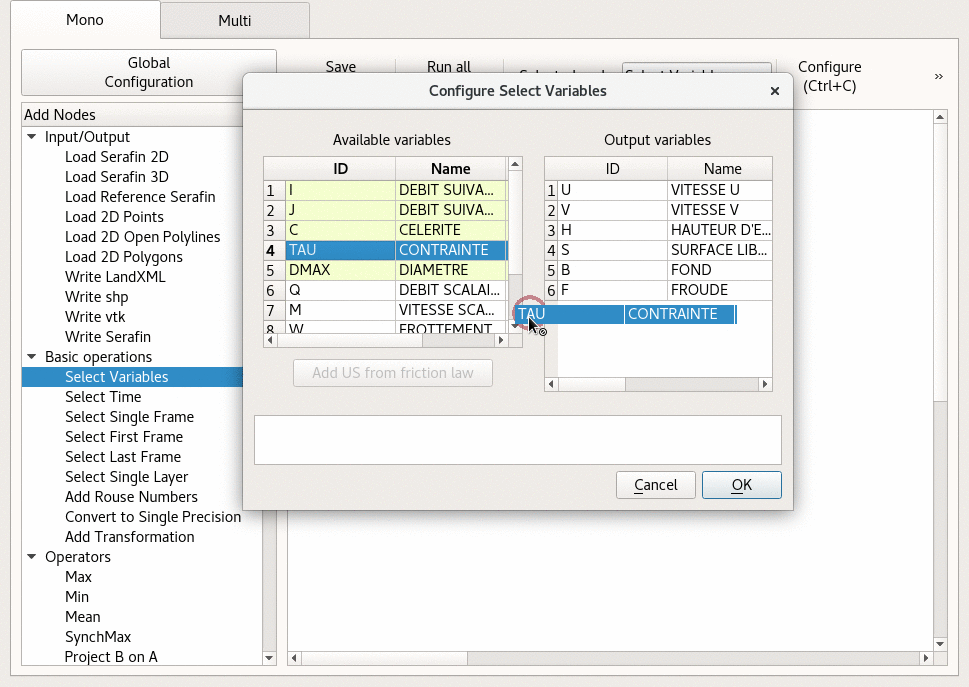 Mono
Multi
Global
Configuration
Save
Run all
Configure
(Ctrl+C)
»
Add Nodes
Input/Output
Load Serafin 2D
Load Serafin 3D
Load Reference Serafin
Load 2D Points
Load 2D Open Polylines
Load 2D Polygons
Write LandXML
Write shp
Write vtk
Write Serafin
Basic operations
Select Variables
Select Time
Select Single Frame
Select First Frame
Select Last Frame
Select Single Layer
Add Rouse Numbers
Convert to Single Precision
Add Transformation
Operators
Max
Min
Mean
SynchMax
Project B on A
Configure Select Variables
Available variables
ID Name
1 I DEBIT SUIVA...
2 J DEBIT SUIVA...
3 C CELERITE
4 TAU CONTRAINTE
5 DMAX DIAMETRE
6 Q DEBIT SCALAI...
7 M VITESSE SCA...
8 W FROTTEMENT
Add US from friction law
Output variables
ID Name
1 U VITESSE U
2 V VITESSE V
3 H HAUTEUR D'E...
4 S SURFACE LIB...
5 B FOND
6 F FROUDE
TAU CONTRAINTE
Cancel
OK